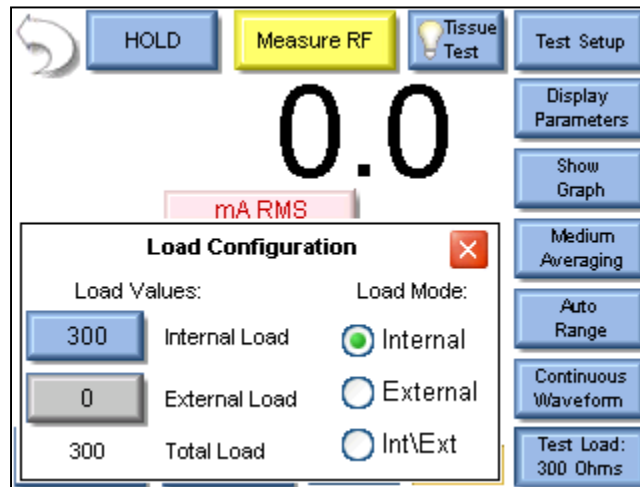 HOLD
Measure RF
Tissue
Test
Test Setup
0.0
mA RMS
Display
Parameters
Show
Graph
Medium
Averaging
Auto
Range
Continuous
Waveform
Test Load:
300 Ohms
Load Configuration
Load Values:
Load Mode:
300
Internal Load
Internal
0
External Load
External
300
Total Load
Int\Ext